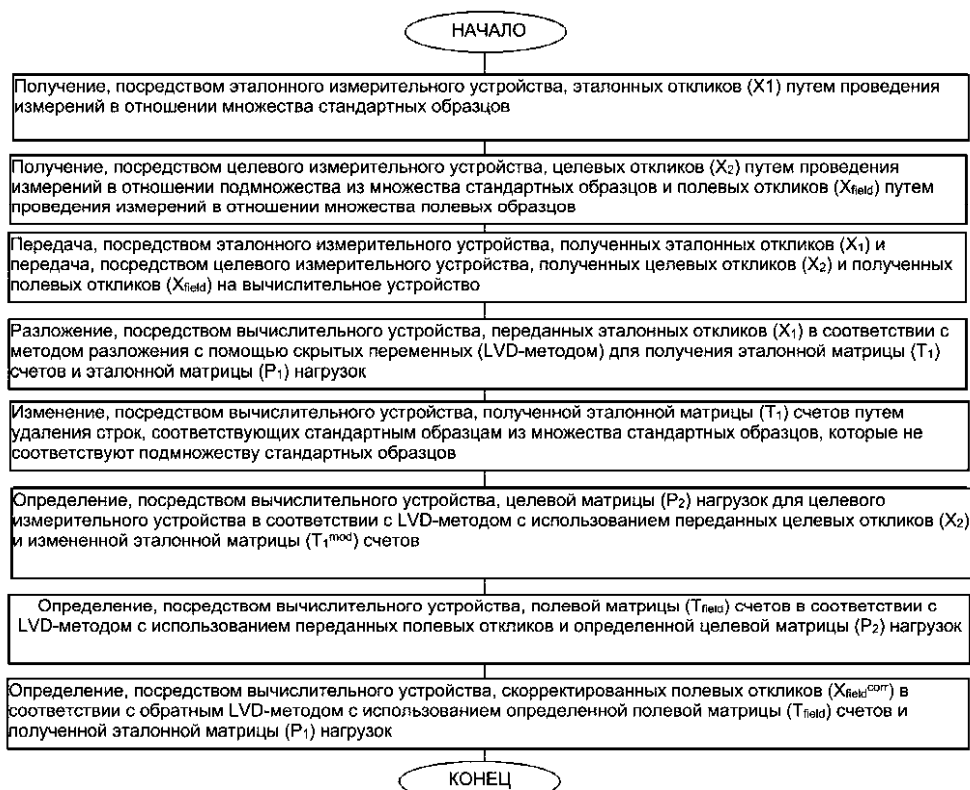 НАЧАЛО
Получение, посредством эталонного измерительного устройства, эталонных откликов (X1) путем проведения
измерений в отношении множества стандартных образцов
Получение, посредством целевого измерительного устройства, целевых откликов (X₂) путем проведения
измерений в отношении подмножества из множества стандартных образцов и полевых откликов (Xfield) путем
проведения измерений в отношении множества полевых образцов
Передача, посредством эталонного измерительного устройства, полученных эталонных откликов (X₁) и
передача, посредством целевого измерительного устройства, полученных целевых откликов (X₂) и полученных
полевых откликов (Xfield) на вычислительное устройство
Разложение, посредством вычислительного устройства, переданных эталонных откликов (X₁) в соответствии с
методом разложения с помощью скрытых переменных (LVD-методом) для получения эталонной матрицы (T₁)
счетов и эталонной матрицы (P₁) нагрузок
Изменение, посредством вычислительного устройства, полученной эталонной матрицы (T₁) счетов путем
удаления строк, соответствующих стандартным образцам из множества стандартных образцов, которые не
соответствуют подмножеству стандартных образцов
Определение, посредством вычислительного устройства, целевой матрицы (P₂) нагрузок для целевого
измерительного устройства в соответствии с LVD-методом с использованием переданных целевых откликов (X₂)
и измененной эталонной матрицы (T₁ᵐᵒᵈ) счетов
Определение, посредством вычислительного устройства, полевой матрицы (Tfield) счетов в соответствии с
LVD-методом с использованием переданных полевых откликов и определенной целевой матрицы (P₂) нагрузок
Определение, посредством вычислительного устройства, скорректированных полевых откликов (Xfieldᶜᵒʳʳ) в
соответствии с обратным LVD-методом с использованием определенной полевой матрицы (Tfield) счетов и
полученной эталонной матрицы (P₁) нагрузок
КОНЕЦ